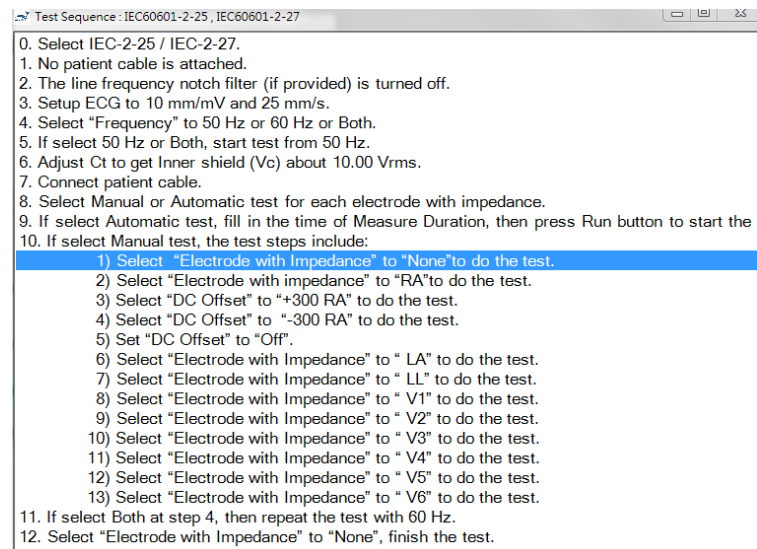 Test Sequence : IEC60601-2-25 , IEC60601-2-27
0. Select IEC-2-25 / IEC-2-27.
1. No patient cable is attached.
2. The line frequency notch filter (if provided) is turned off.
3. Setup ECG to 10 mm/mV and 25 mm/s.
4. Select “Frequency” to 50 Hz or 60 Hz or Both.
5. If select 50 Hz or Both, start test from 50 Hz.
6. Adjust Ct to get Inner shield (Vc) about 10.00 Vrms.
7. Connect patient cable.
8. Select Manual or Automatic test for each electrode with impedance.
9. If select Automatic test, fill in the time of Measure Duration, then press Run button to start the
10. If select Manual test, the test steps include:
1) Select “Electrode with Impedance” to “None”to do the test.
2) Select “Electrode with impedance” to “RA”to do the test.
3) Select “DC Offset” to “+300 RA” to do the test.
4) Select “DC Offset” to “-300 RA” to do the test.
5) Set “DC Offset” to “Off”.
6) Select “Electrode with Impedance” to “ LA” to do the test.
7) Select “Electrode with Impedance” to “ LL” to do the test.
8) Select “Electrode with Impedance” to “ V1” to do the test.
9) Select “Electrode with Impedance” to “ V2” to do the test.
10) Select “Electrode with Impedance” to “ V3” to do the test.
11) Select “Electrode with Impedance” to “ V4” to do the test.
12) Select “Electrode with Impedance” to “ V5” to do the test.
13) Select “Electrode with Impedance” to “ V6” to do the test.
11. If select Both at step 4, then repeat the test with 60 Hz.
12. Select “Electrode with Impedance” to “None”, finish the test.